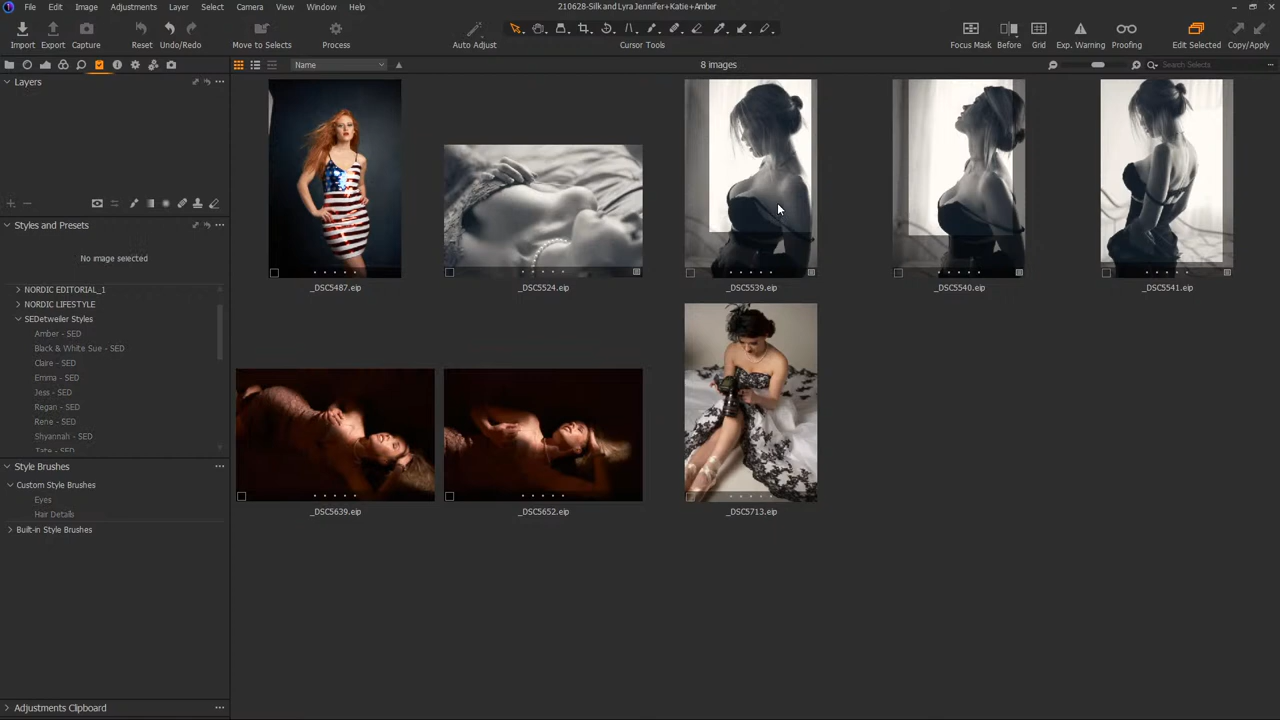 210628-Silk and Lyra Jennifer+Katie+Amber
File Edit Image Adjustments Layer Select Camera View Window Help
Import Export Capture Reset Undo/Redo Move to Selects Process Auto Adjust Cursor Tools Focus Mask Before Grid Exp. Warning Proofing Edit Selected Copy/Apply
Layers
Name
8 images
Search Selects
Styles and Presets
No image selected
NORDIC EDITORIAL_1
NORDIC LIFESTYLE
SEDetweiler Styles
Amber - SED
Black & White Sue - SED
Claire - SED
Emma - SED
Jess - SED
Regan - SED
Rene - SED
Shyannah - SED
Tate - SED
Style Brushes
Custom Style Brushes
Eyes
Hair Details
Built-in Style Brushes
Adjustments Clipboard
_DSC5487.eip
_DSC5524.eip
_DSC5539.eip
_DSC5540.eip
_DSC5541.eip
_DSC5639.eip
_DSC5652.eip
_DSC5713.eip